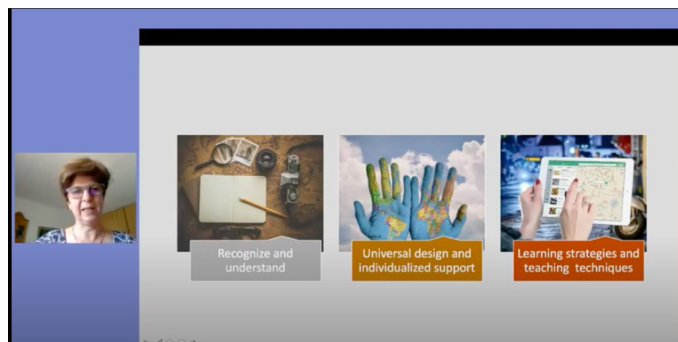 Recognize and
understand
Universal design and
individualized support
Learning strategies and
teaching techniques